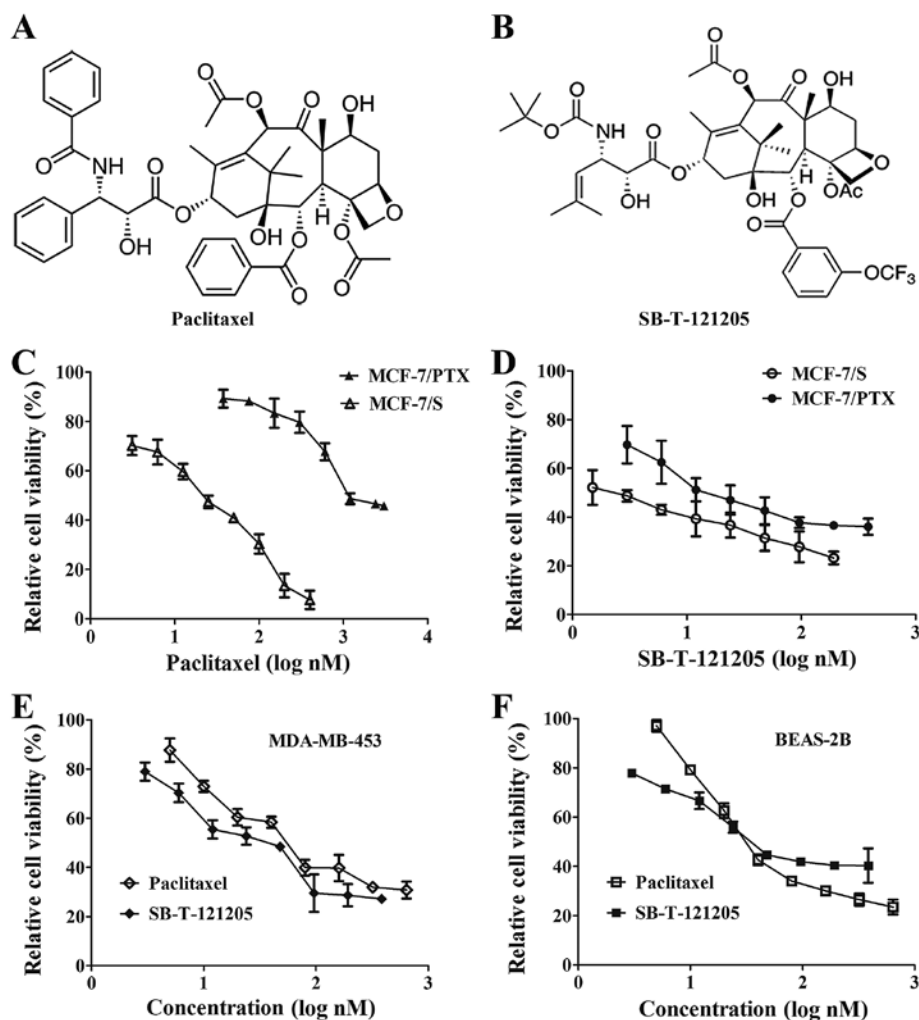 A
B
O
O
O
O
OH
O
NH
O
O
OH
OH
H
O
O
O
O
O
Paclitaxel
O
O
O
OH
O
O
NH
O
O
OH
OH
H
OAc
O
O
O
OCF3
SB-T-121205
C
Relative cell viability (%)
100
80
60
40
20
0
0 1 2 3 4
Paclitaxel (log nM)
MCF-7/PTX
MCF-7/S
D
Relative cell viability (%)
100
80
60
40
20
0
0 1 2 3
SB-T-121205 (log nM)
MCF-7/S
MCF-7/PTX
E
Relative cell viability (%)
100
80
60
40
20
0
0 1 2 3
Concentration (log nM)
MDA-MB-453
Paclitaxel
SB-T-121205
F
Relative cell viability (%)
100
80
60
40
20
0
0 1 2 3
Concentration (log nM)
BEAS-2B
Paclitaxel
SB-T-121205